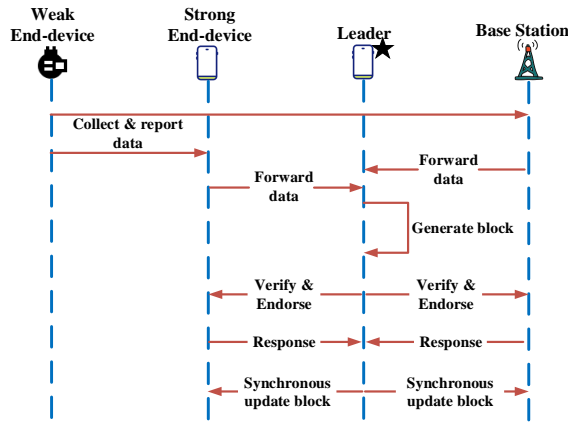 Weak
End-device
Strong
End-device
Leader
Base Station
Collect & report
data
Forward
data
Forward
data
Generate block
Verify &
Endorse
Verify &
Endorse
Response
Response
Synchronous
update block
Synchronous
update block